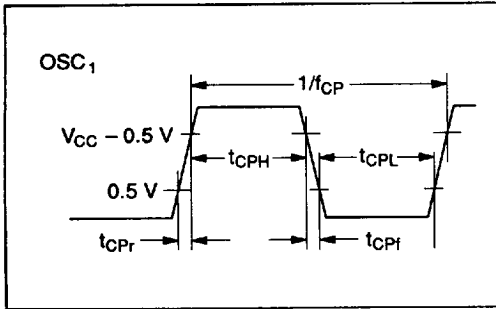 OSC₁
1/fCP
VCC – 0.5 V
tCPH
tCPL
0.5 V
tCPr
tCPf